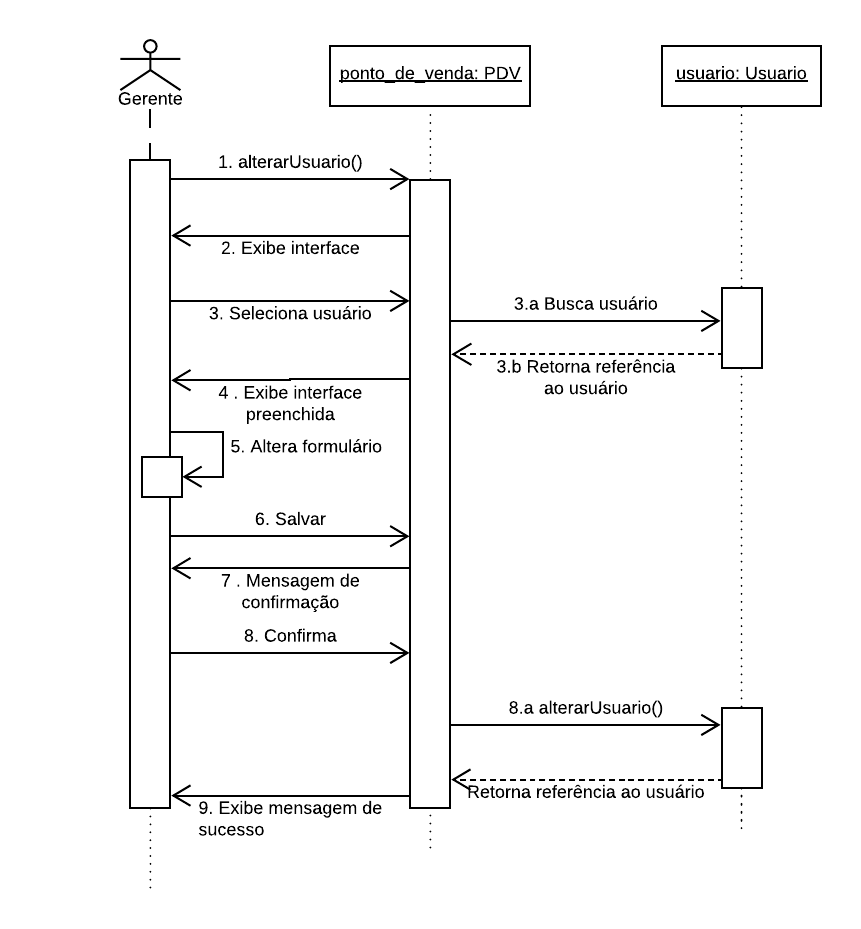 Gerente
ponto_de_venda: PDV
usuario: Usuario
1. alterarUsuario()
2. Exibe interface
3. Seleciona usuário
3.a Busca usuário
3.b Retorna referência
ao usuário
4 . Exibe interface
preenchida
5. Altera formulário
6. Salvar
7 . Mensagem de
confirmação
8. Confirma
8.a alterarUsuario()
Retorna referência ao usuário
9. Exibe mensagem de
sucesso